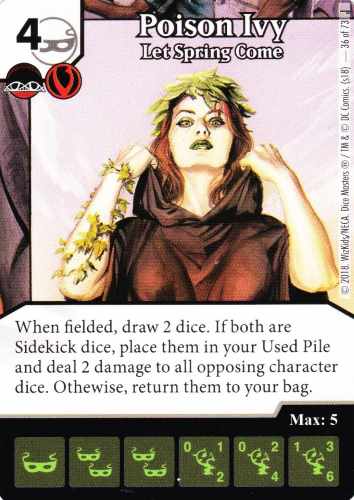 4
Poison Ivy
Let Spring Come
© 2018. WizKids/NECA. Dice Masters ® / TM & © DC Comics. (s18) — 36 of 73
When fielded, draw 2 dice. If both are
Sidekick dice, place them in your Used Pile
and deal 2 damage to all opposing character
dice. Othewise, return them to your bag.
Max: 5
0 1 2
0 2 4
1 3 6